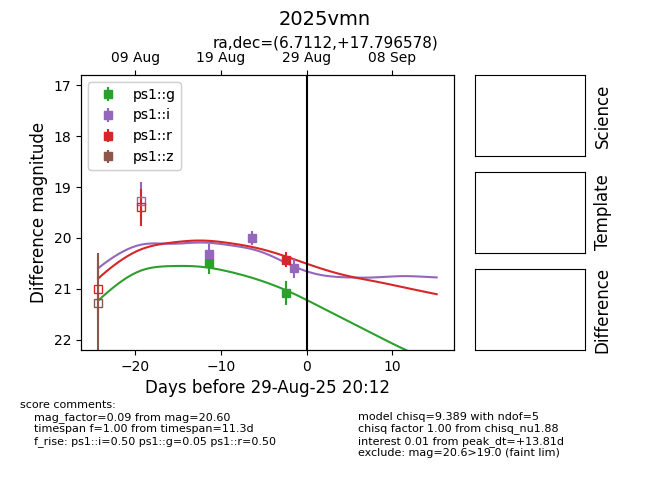 2025vmn
ra,dec=(6.7112,+17.796578)
09 Aug 19 Aug 29 Aug 08 Sep
17
18
19
20
21
22
Difference magnitude
ps1::g
ps1::i
ps1::r
ps1::z
−20 −10 0 10
Days before 29-Aug-25 20:12
Science
Template
Difference
score comments:
mag_factor=0.09 from mag=20.60
timespan f=1.00 from timespan=11.3d
f_rise: ps1::i=0.50 ps1::g=0.05 ps1::r=0.50
model chisq=9.389 with ndof=5
chisq factor 1.00 from chisq_nu1.88
interest 0.01 from peak_dt=+13.81d
exclude: mag=20.6>19.0 (faint lim)